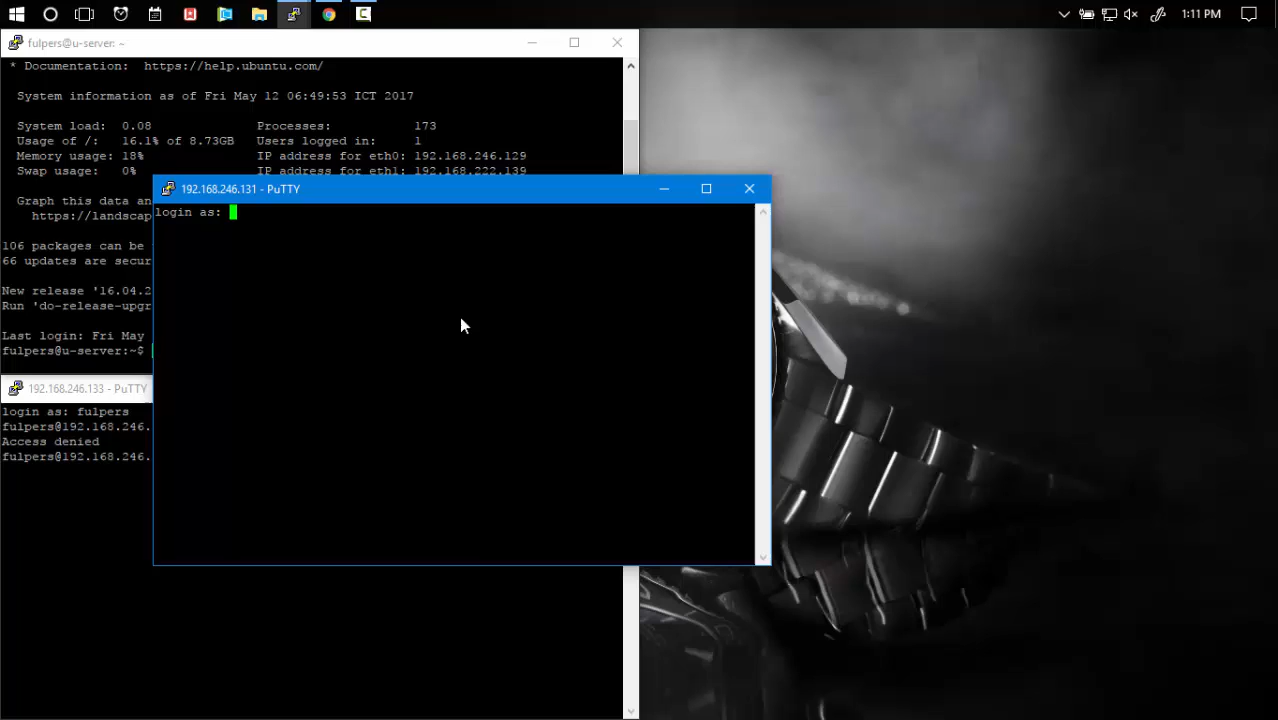 1:11 PM
fulpers@u-server: ~
* Documentation:  https://help.ubuntu.com/
System information as of Fri May 12 06:49:53 ICT 2017
System load:  0.08              Processes:           173
Usage of /:   16.1% of 8.73GB   Users logged in:     1
Memory usage: 18%               IP address for eth0: 192.168.246.129
Swap usage:   0%                IP address for eth1: 192.168.222.139
Graph this data an
https://landscap
106 packages can be
66 updates are secur
New release '16.04.2
Run 'do-release-upgr
Last login: Fri May
fulpers@u-server:~$
192.168.246.131 - PuTTY
login as:
192.168.246.133 - PuTTY
login as: fulpers
fulpers@192.168.246.
Access denied
fulpers@192.168.246.